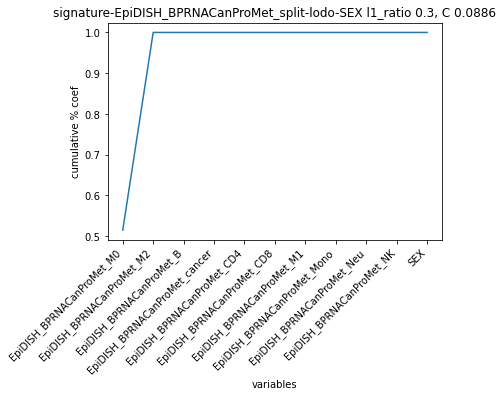 signature-EpiDISH_BPRNACanProMet_split-lodo-SEX l1_ratio 0.3, C 0.0886
cumulative % coef
1.0
0.9
0.8
0.7
0.6
0.5
EpiDISH_BPRNACanProMet_M0
EpiDISH_BPRNACanProMet_M2
EpiDISH_BPRNACanProMet_B
EpiDISH_BPRNACanProMet_cancer
EpiDISH_BPRNACanProMet_CD4
EpiDISH_BPRNACanProMet_CD8
EpiDISH_BPRNACanProMet_M1
EpiDISH_BPRNACanProMet_Mono
EpiDISH_BPRNACanProMet_Neu
EpiDISH_BPRNACanProMet_NK
SEX
variables